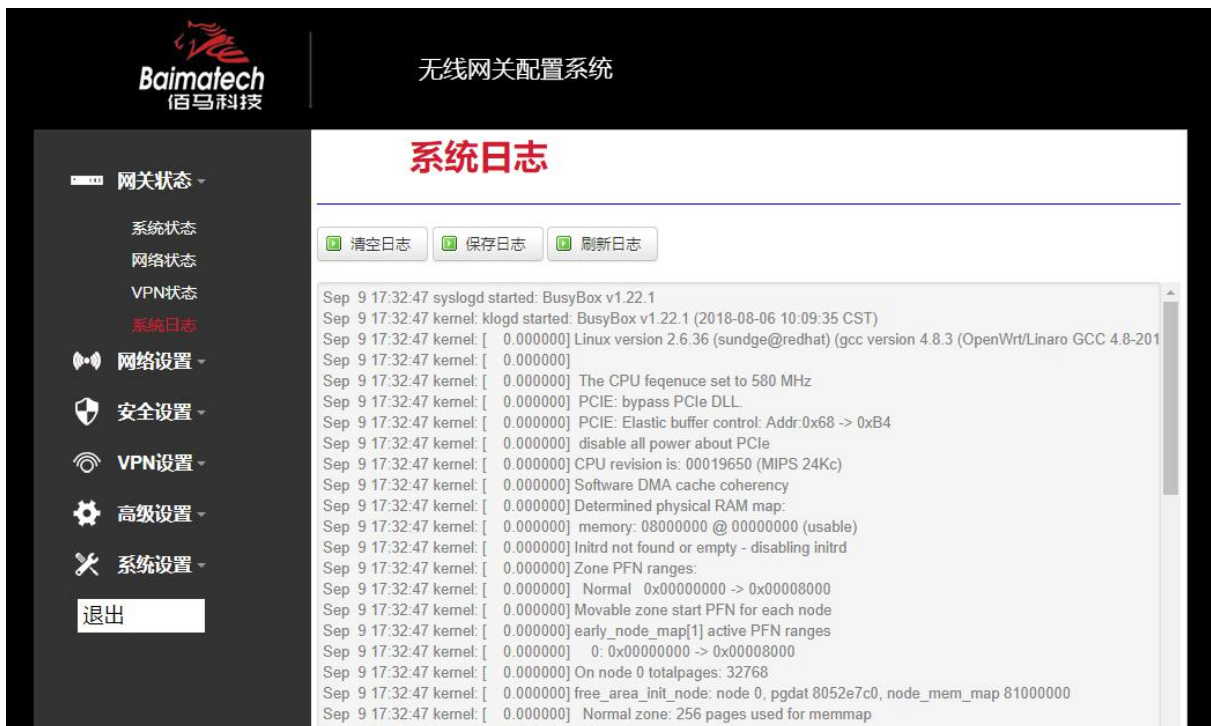 Baimatech
佰马科技
无线网关配置系统
网关状态
系统状态
网络状态
VPN状态
系统日志
网络设置
安全设置
VPN设置
高级设置
系统设置
退出
系统日志
清空日志 保存日志 刷新日志
Sep 9 17:32:47 syslogd started: BusyBox v1.22.1
Sep 9 17:32:47 kernel: klogd started: BusyBox v1.22.1 (2018-08-06 10:09:35 CST)
Sep 9 17:32:47 kernel: [ 0.000000] Linux version 2.6.36 (sundge@redhat) (gcc version 4.8.3 (OpenWrt/Linaro GCC 4.8-201
Sep 9 17:32:47 kernel: [ 0.000000]
Sep 9 17:32:47 kernel: [ 0.000000] The CPU feqenuce set to 580 MHz
Sep 9 17:32:47 kernel: [ 0.000000] PCIE: bypass PCIe DLL.
Sep 9 17:32:47 kernel: [ 0.000000] PCIE: Elastic buffer control: Addr:0x68 -> 0xB4
Sep 9 17:32:47 kernel: [ 0.000000] disable all power about PCIe
Sep 9 17:32:47 kernel: [ 0.000000] CPU revision is: 00019650 (MIPS 24Kc)
Sep 9 17:32:47 kernel: [ 0.000000] Software DMA cache coherency
Sep 9 17:32:47 kernel: [ 0.000000] Determined physical RAM map:
Sep 9 17:32:47 kernel: [ 0.000000] memory: 08000000 @ 00000000 (usable)
Sep 9 17:32:47 kernel: [ 0.000000] Initrd not found or empty - disabling initrd
Sep 9 17:32:47 kernel: [ 0.000000] Zone PFN ranges:
Sep 9 17:32:47 kernel: [ 0.000000] Normal 0x00000000 -> 0x00008000
Sep 9 17:32:47 kernel: [ 0.000000] Movable zone start PFN for each node
Sep 9 17:32:47 kernel: [ 0.000000] early_node_map[1] active PFN ranges
Sep 9 17:32:47 kernel: [ 0.000000] 0: 0x00000000 -> 0x00008000
Sep 9 17:32:47 kernel: [ 0.000000] On node 0 totalpages: 32768
Sep 9 17:32:47 kernel: [ 0.000000] free_area_init_node: node 0, pgdat 8052e7c0, node_mem_map 81000000
Sep 9 17:32:47 kernel: [ 0.000000] Normal zone: 256 pages used for memmap